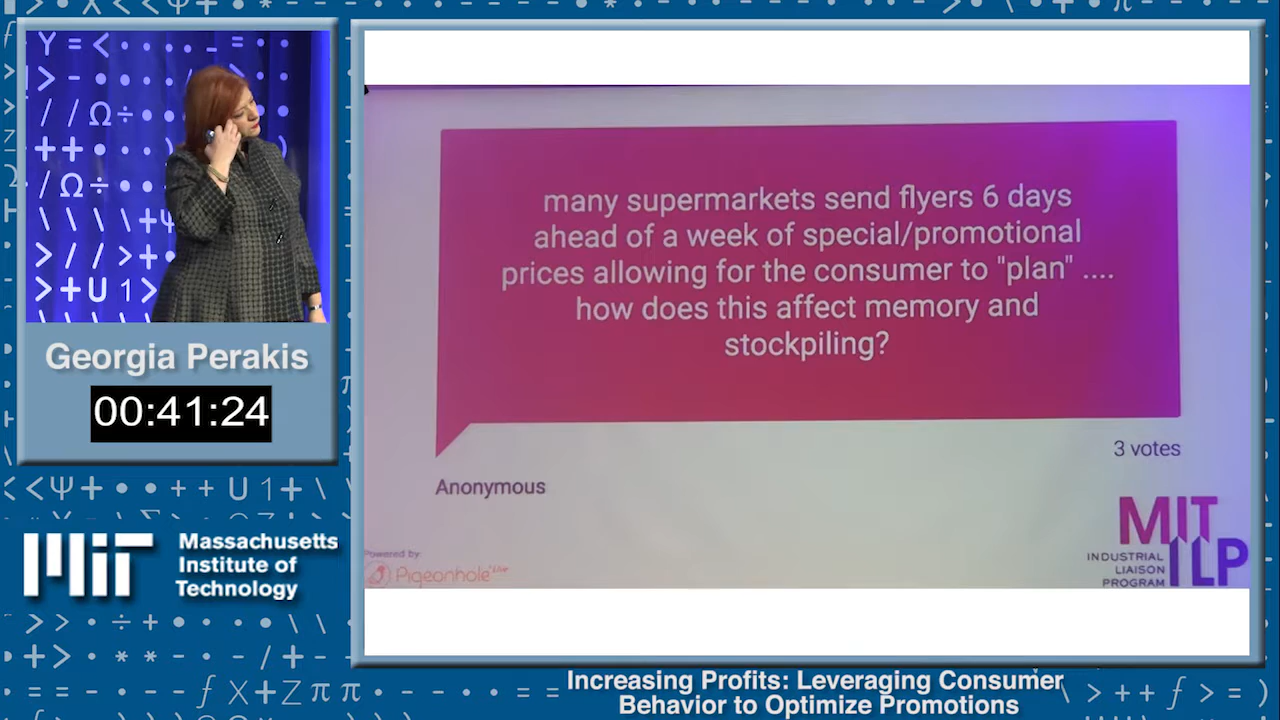 Georgia Perakis
00:41:24
Massachusetts
Institute of
Technology
many supermarkets send flyers 6 days
ahead of a week of special/promotional
prices allowing for the consumer to "plan" ....
how does this affect memory and
stockpiling?
3 votes
Anonymous
Powered by:
Pigeonhole Live
MIT
INDUSTRIAL
LIAISON
PROGRAM
ILP
Increasing Profits: Leveraging Consumer
Behavior to Optimize Promotions